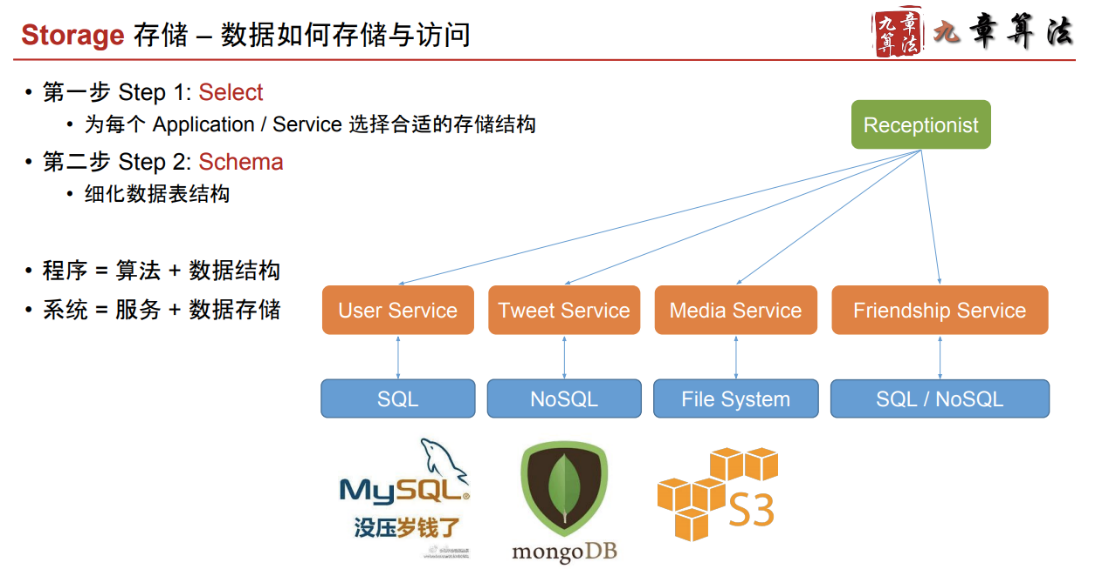 Storage 存储 – 数据如何存储与访问
九章算法
九章算法
• 第一步 Step 1: Select
• 为每个 Application / Service 选择合适的存储结构
• 第二步 Step 2: Schema
• 细化数据表结构
• 程序 = 算法 + 数据结构
• 系统 = 服务 + 数据存储
Receptionist
User Service
Tweet Service
Media Service
Friendship Service
SQL
NoSQL
File System
SQL / NoSQL
MySQL®
没压岁钱了
mongoDB
S3